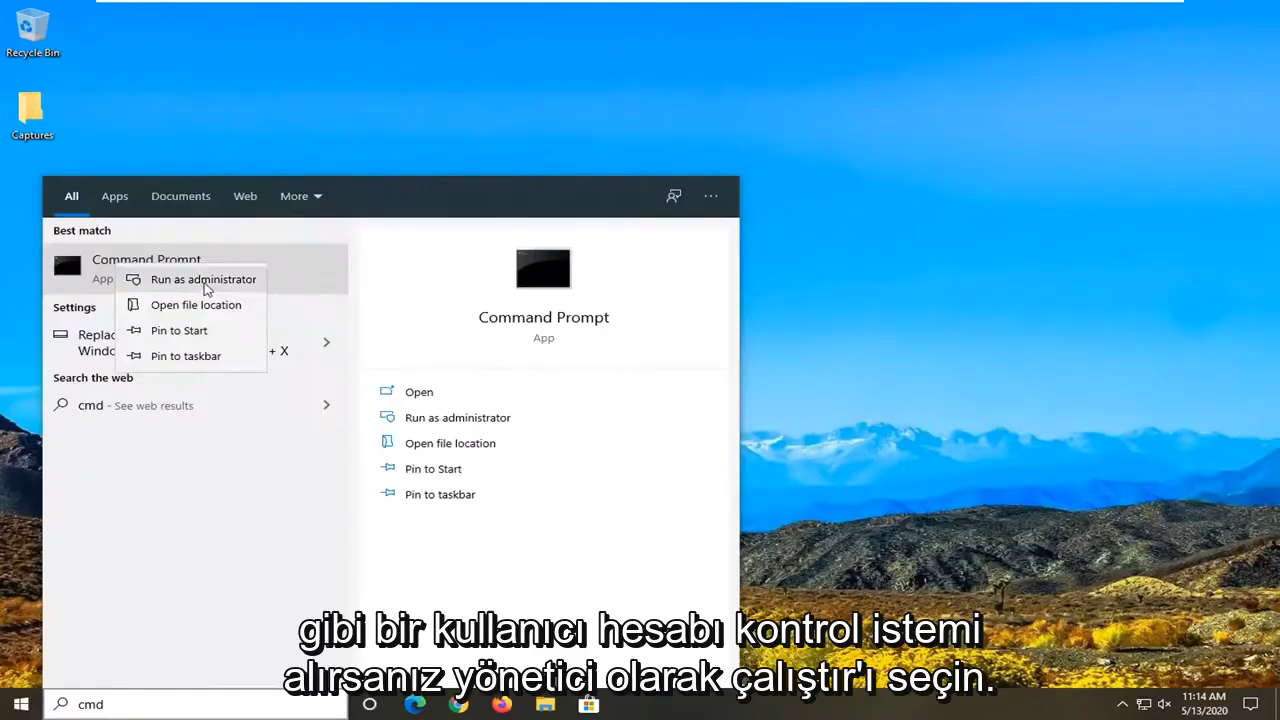 Recycle Bin
Captures
All Apps Documents Web More
Best match
Command Prompt
App
Run as administrator
Open file location
Pin to Start
Pin to taskbar
Settings
+ X
Search the web
cmd - See web results
Command Prompt
App
Open
Run as administrator
Open file location
Pin to Start
Pin to taskbar
gibi bir kullanıcı hesabı kontrol istemi
alırsanız yönetici olarak çalıştır'ı seçin.
cmd
11:14 AM
5/13/2020